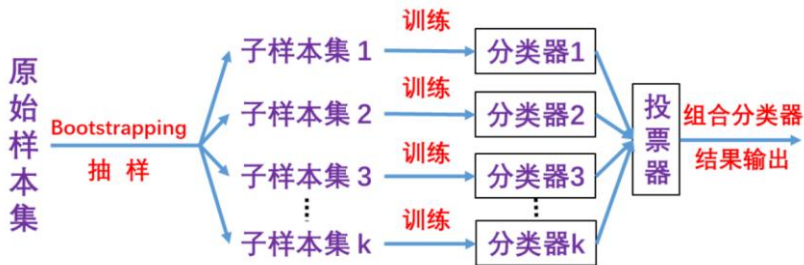 原始样本集
Bootstrapping
抽 样
子样本集 1
训练
分类器1
子样本集 2
训练
分类器2
子样本集 3
训练
分类器3
子样本集 k
训练
分类器k
投票器
组合分类器
结果输出